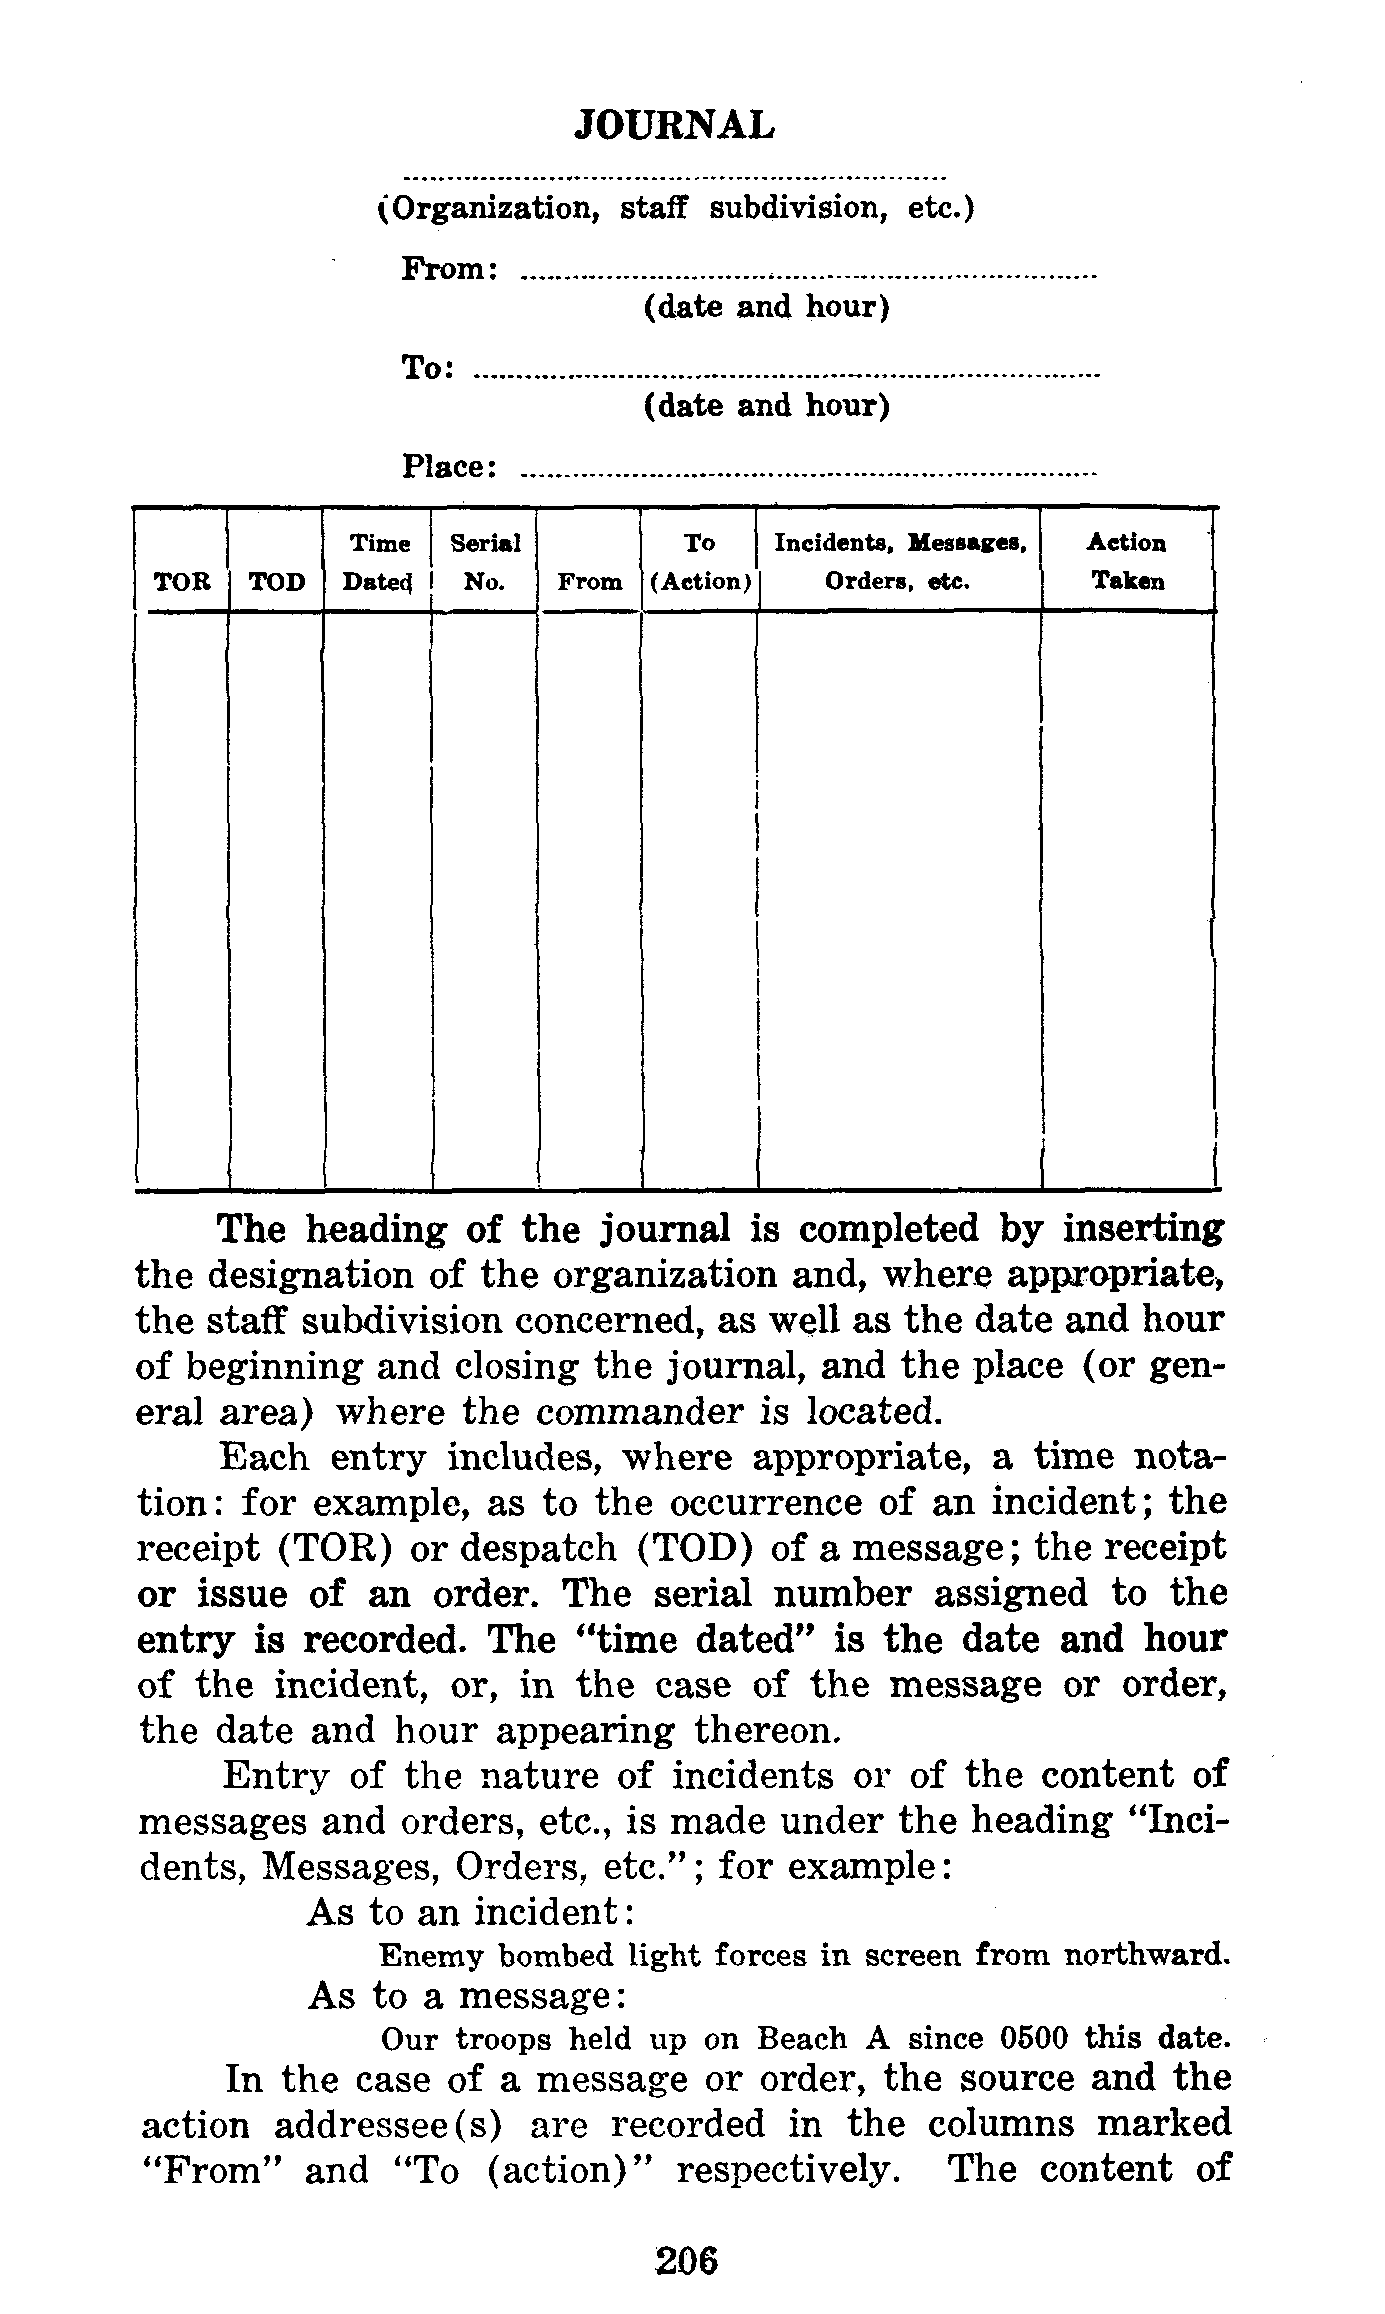 JOURNAL
(Organization, staff subdivision, etc.)
From:
(date and hour)
To:
(date and hour)
Place:
Time Serial To Incidents, Messages, Action
TOR TOD Dated No. From (Action) Orders, etc. Taken
The heading of the journal is completed by inserting
the designation of the organization and, where appropriate,
the staff subdivision concerned, as well as the date and hour
of beginning and closing the journal, and the place (or gen-
eral area) where the commander is located.
Each entry includes, where appropriate, a time nota-
tion: for example, as to the occurrence of an incident; the
receipt (TOR) or despatch (TOD) of a message; the receipt
or issue of an order. The serial number assigned to the
entry is recorded. The "time dated" is the date and hour
of the incident, or, in the case of the message or order,
the date and hour appearing thereon.
Entry of the nature of incidents or of the content of
messages and orders, etc., is made under the heading "Inci-
dents, Messages, Orders, etc."; for example:
As to an incident:
Enemy bombed light forces in screen from northward.
As to a message:
Our troops held up on Beach A since 0500 this date.
In the case of a message or order, the source and the
action addressee(s) are recorded in the columns marked
"From" and "To (action)" respectively. The content of
206